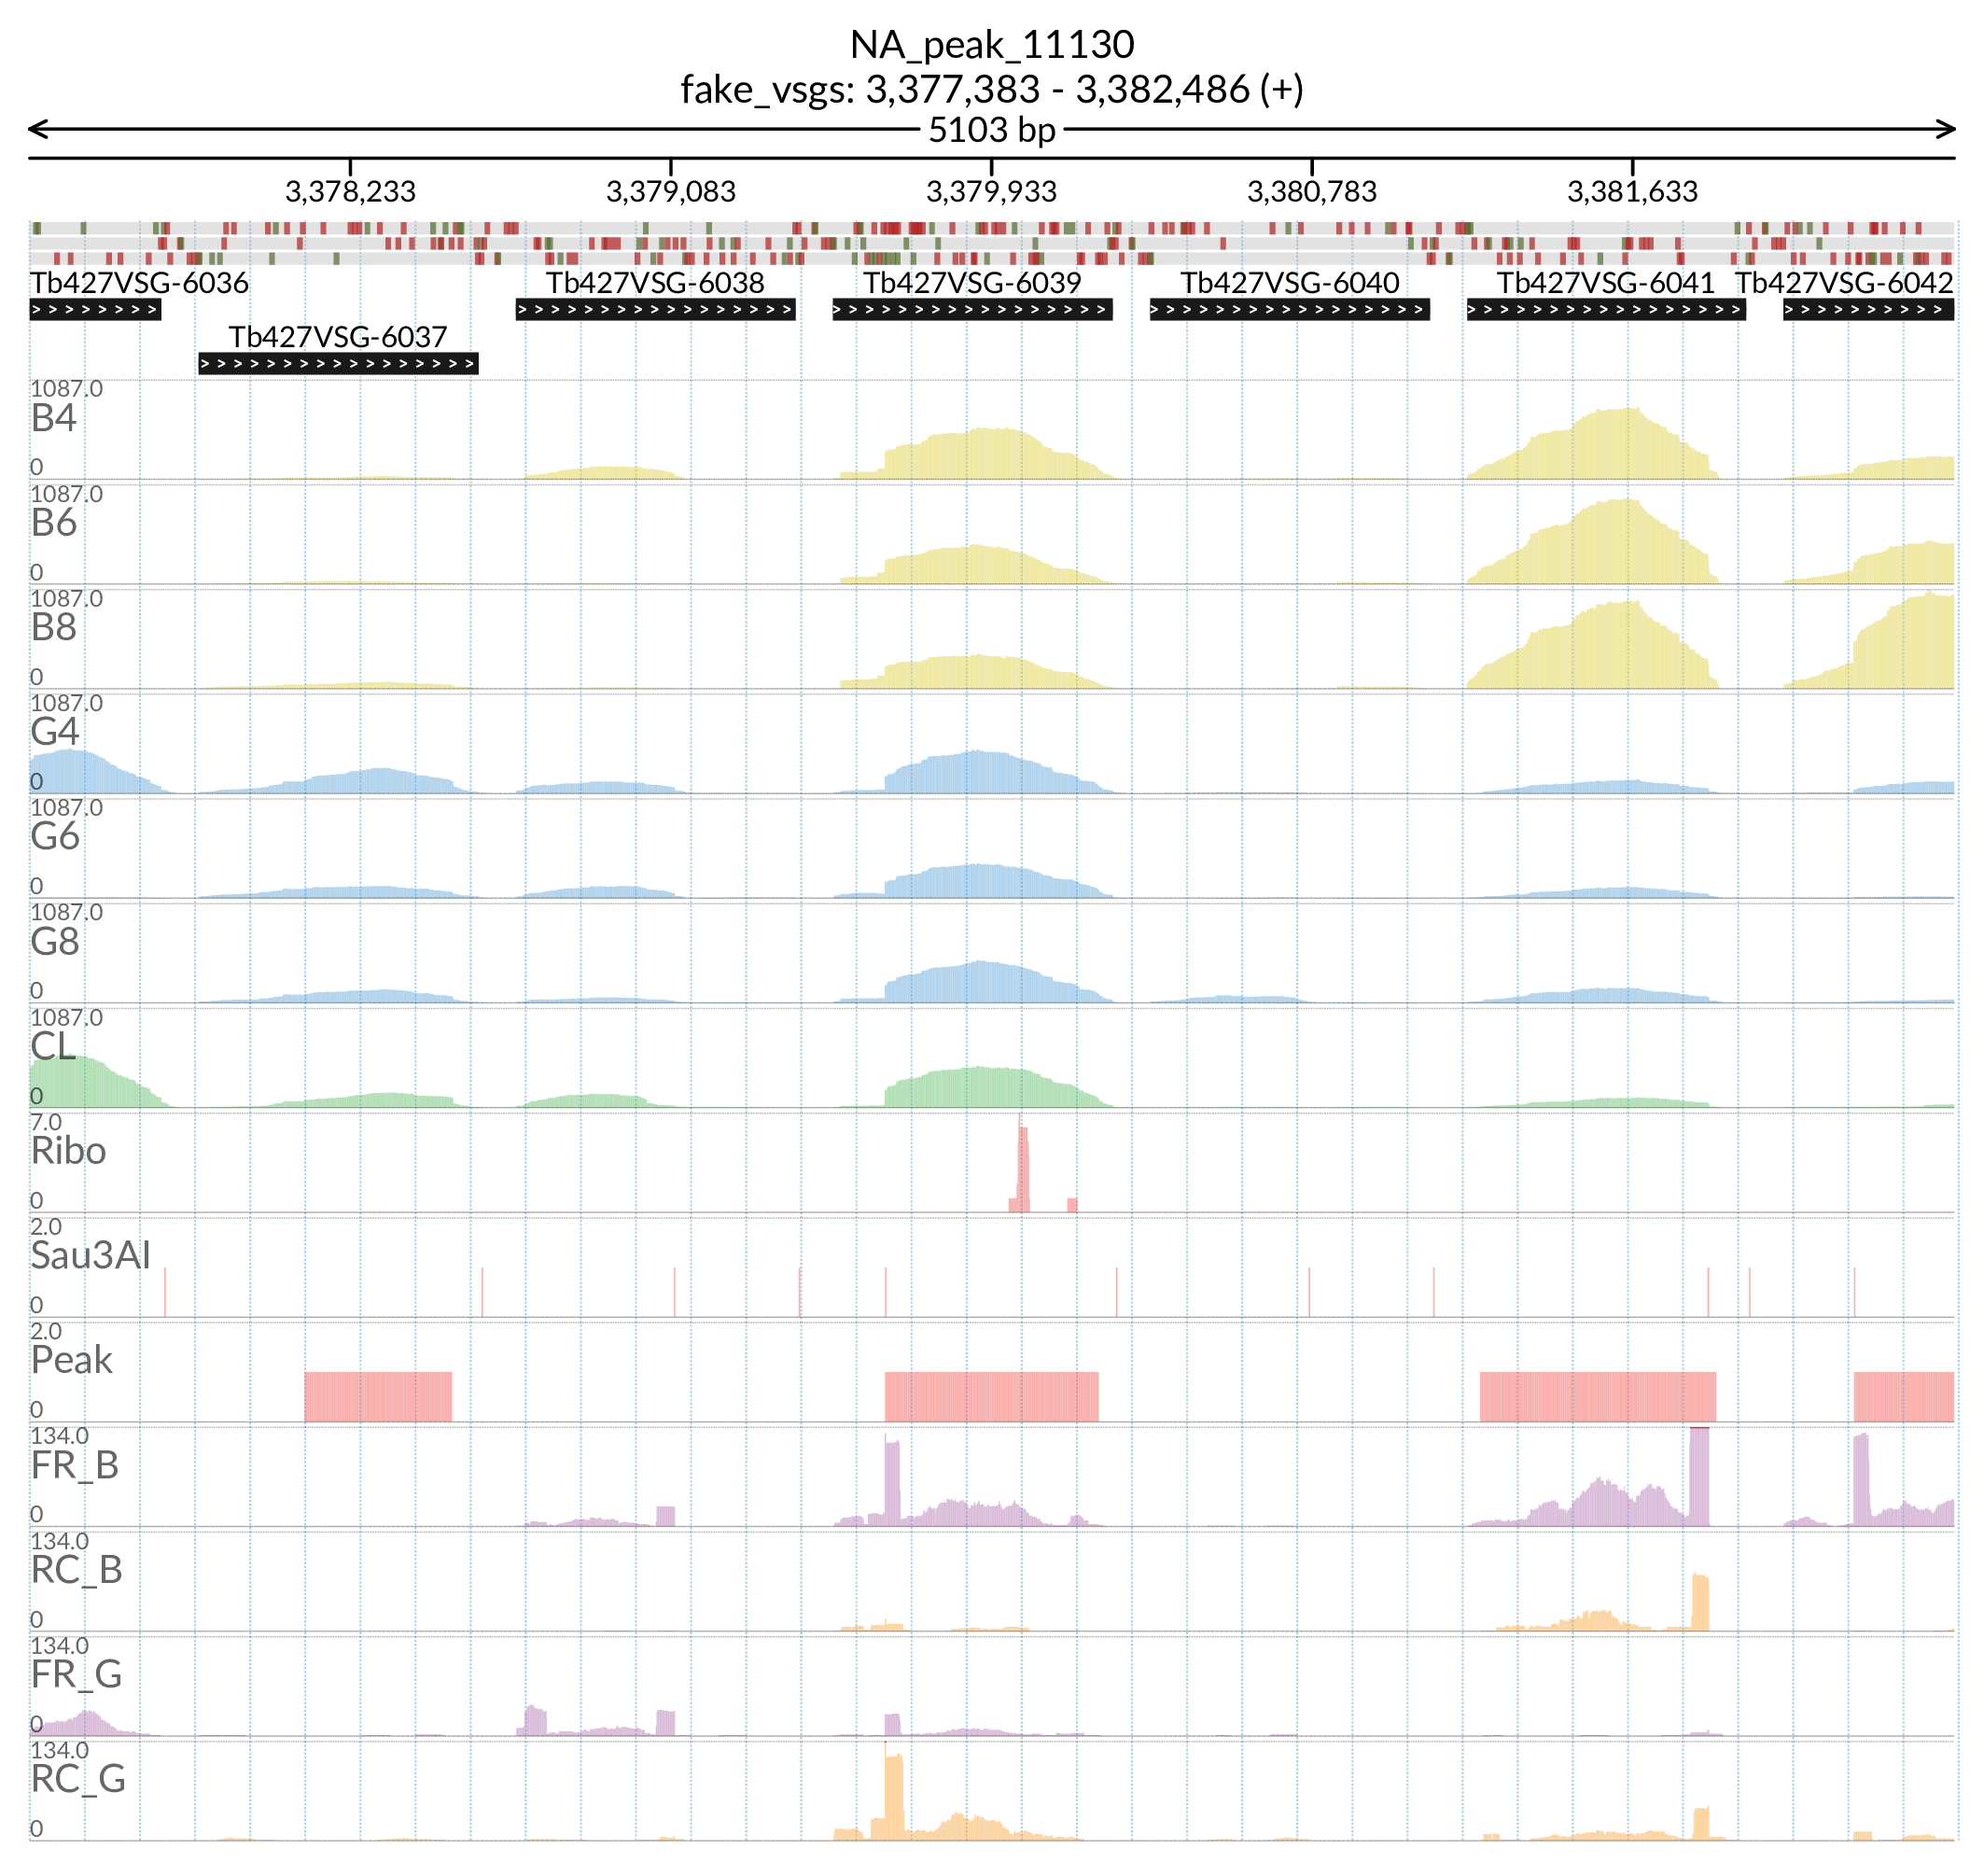 NA_peak_11130
fake_vsgs: 3,377,383 - 3,382,486 (+)
5103 bp
3,378,233 3,379,083 3,379,933 3,380,783 3,381,633
Tb427VSG-6036 Tb427VSG-6038 Tb427VSG-6039 Tb427VSG-6040 Tb427VSG-6041 Tb427VSG-6042
Tb427VSG-6037
1087.0
B4
0
1087.0
B6
0
1087.0
B8
0
1087.0
G4
0
1087.0
G6
0
1087.0
G8
0
1087.0
CL
0
7.0
Ribo
0
2.0
Sau3AI
0
2.0
Peak
0
134.0
FR_B
0
134.0
RC_B
0
134.0
FR_G
0
134.0
RC_G
0